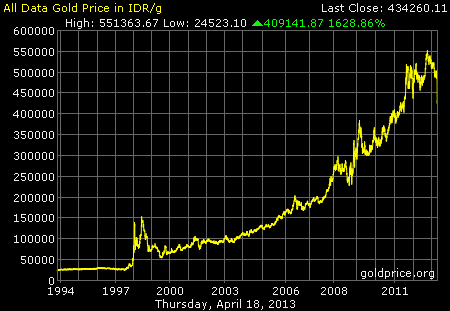 All Data Gold Price in IDR/g Last Close: 434260.11
High: 551363.67 Low: 24523.10 ▲409141.87 1628.86%
600000
550000
500000
450000
400000
350000
300000
250000
200000
150000
100000
50000
0
1994 1997 2000 2003 2006 2008 2011
goldprice.org
Thursday, April 18, 2013